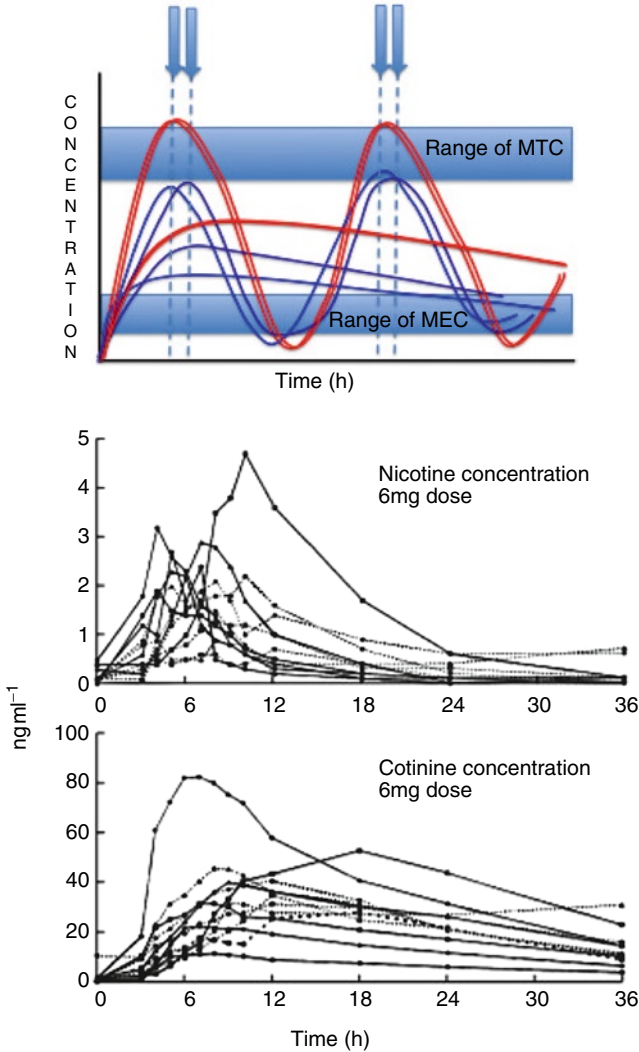 CONCENTRATION
Range of MTC
Range of MEC
Time (h)
5
4
3
2
1
0
Nicotine concentration
6mg dose
0 6 12 18 24 30 36
ngml⁻¹
100
80
60
40
20
0
Cotinine concentration
6mg dose
0 6 12 18 24 30 36
Time (h)